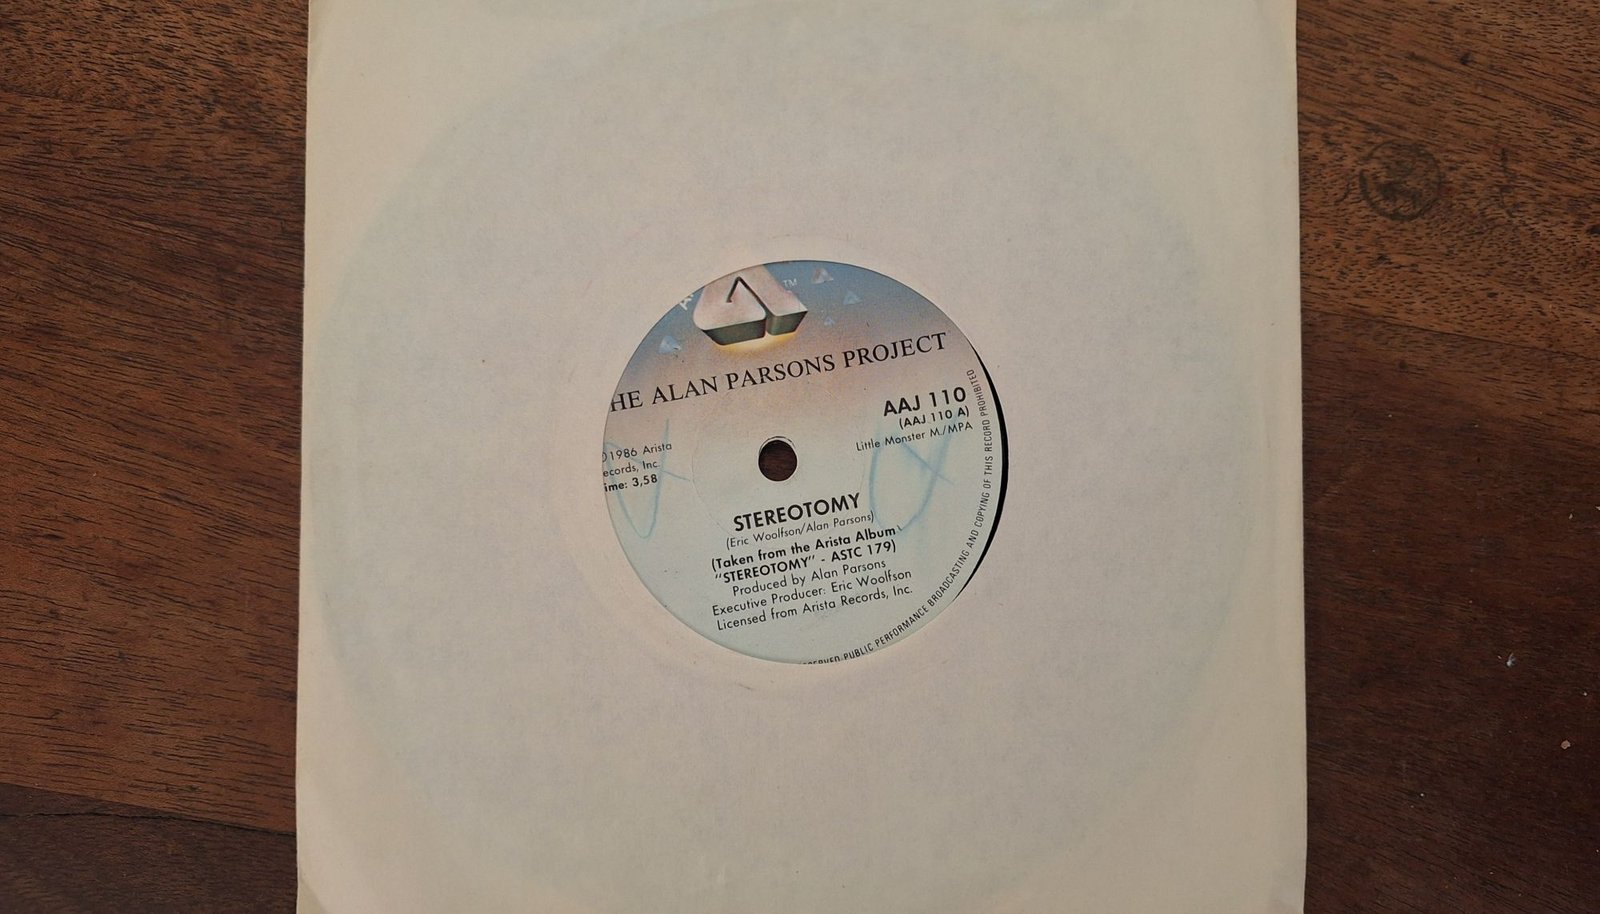 TM
HE ALAN PARSONS PROJECT
AAJ 110
(AAJ 110 A)
Little Monster M./MPA
1986 Arista
ecords, Inc.
ime: 3,58
STEREOTOMY
(Eric Woolfson/Alan Parsons)
(Taken from the Arista Album
"STEREOTOMY" - ASTC 179)
Produced by Alan Parsons
Executive Producer: Eric Woolfson
Licensed from Arista Records, Inc.
PUBLIC PERFORMANCE BROADCASTING AND COPYING OF THIS RECORD PROHIBITED